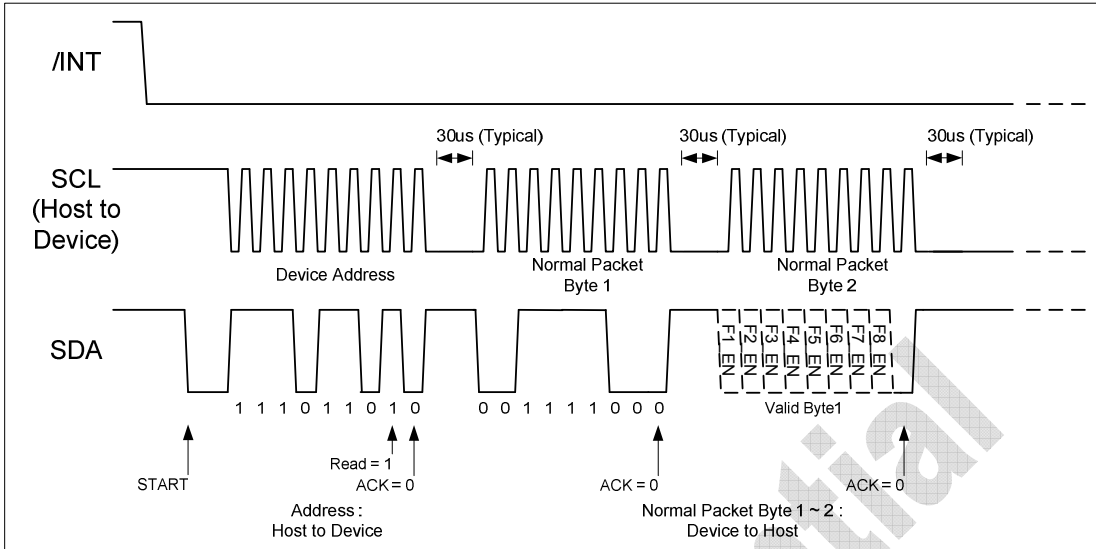 /INT
30us (Typical)
30us (Typical)
30us (Typical)
SCL
(Host to
Device)
Device Address
Normal Packet
Byte 1
Normal Packet
Byte 2
SDA
F1 EN
F2 EN
F3 EN
F4 EN
F5 EN
F6 EN
F7 EN
F8 EN
1 1 1 0 1 1 0 1 0
0 0 1 1 1 1 0 0 0
Valid Byte1
START
Read = 1
ACK = 0
ACK = 0
ACK = 0
Address :
Host to Device
Normal Packet Byte 1 ~ 2 :
Device to Host